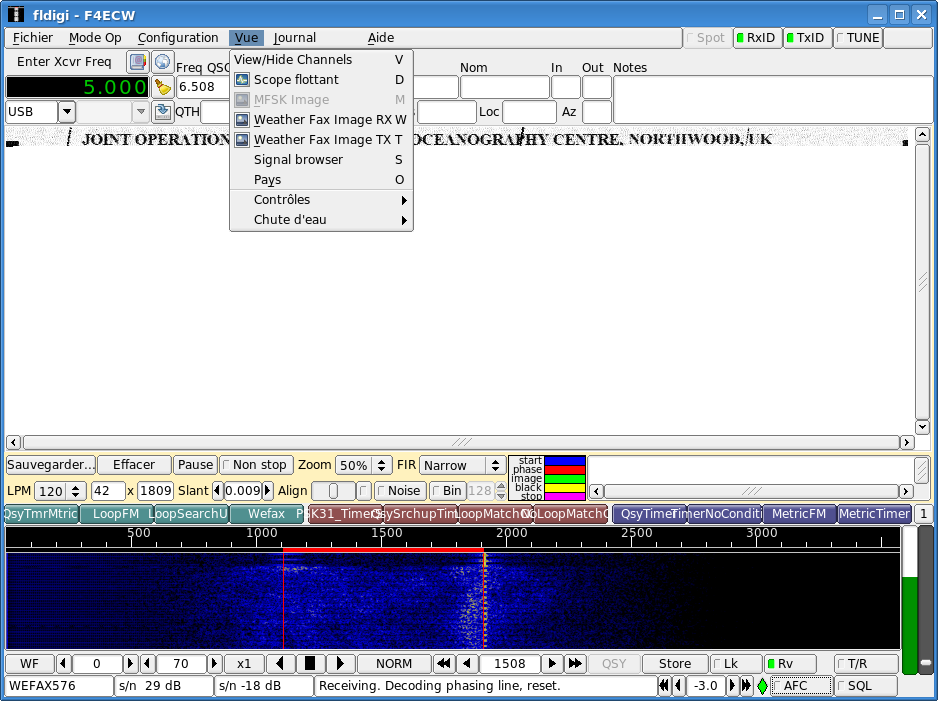 fldigi - F4ECW
Fichier Mode Op Configuration Vue Journal Aide Spot RxID TxID TUNE
Enter Xcvr Freq Freq QSO Nom In Out Notes
5.000 6.508
USB QTH Loc Az
View/Hide Channels V
Scope flottant D
MFSK Image M
Weather Fax Image RX W
Weather Fax Image TX T
Signal browser S
Pays O
Contrôles
Chute d'eau
JOINT OPERATION OCEANOGRAPHY CENTRE, NORTHWOOD, UK
Sauvegarder... Effacer Pause Non stop Zoom 50% FIR Narrow
start
phase
image
black
stop
LPM 120 42 x 1809 Slant 0.009 Align Noise Bin 128
QsyTmrMtric LoopFM LoopSearchU Wefax LoopMatchC MetricFM MetricTimer 1
500 1000 1500 2000 2500 3000
WF 0 70 x1 NORM 1508 QSY Store Lk Rv T/R
WEFAX576 s/n 29 dB s/n -18 dB Receiving. Decoding phasing line, reset. -3.0 AFC SQL